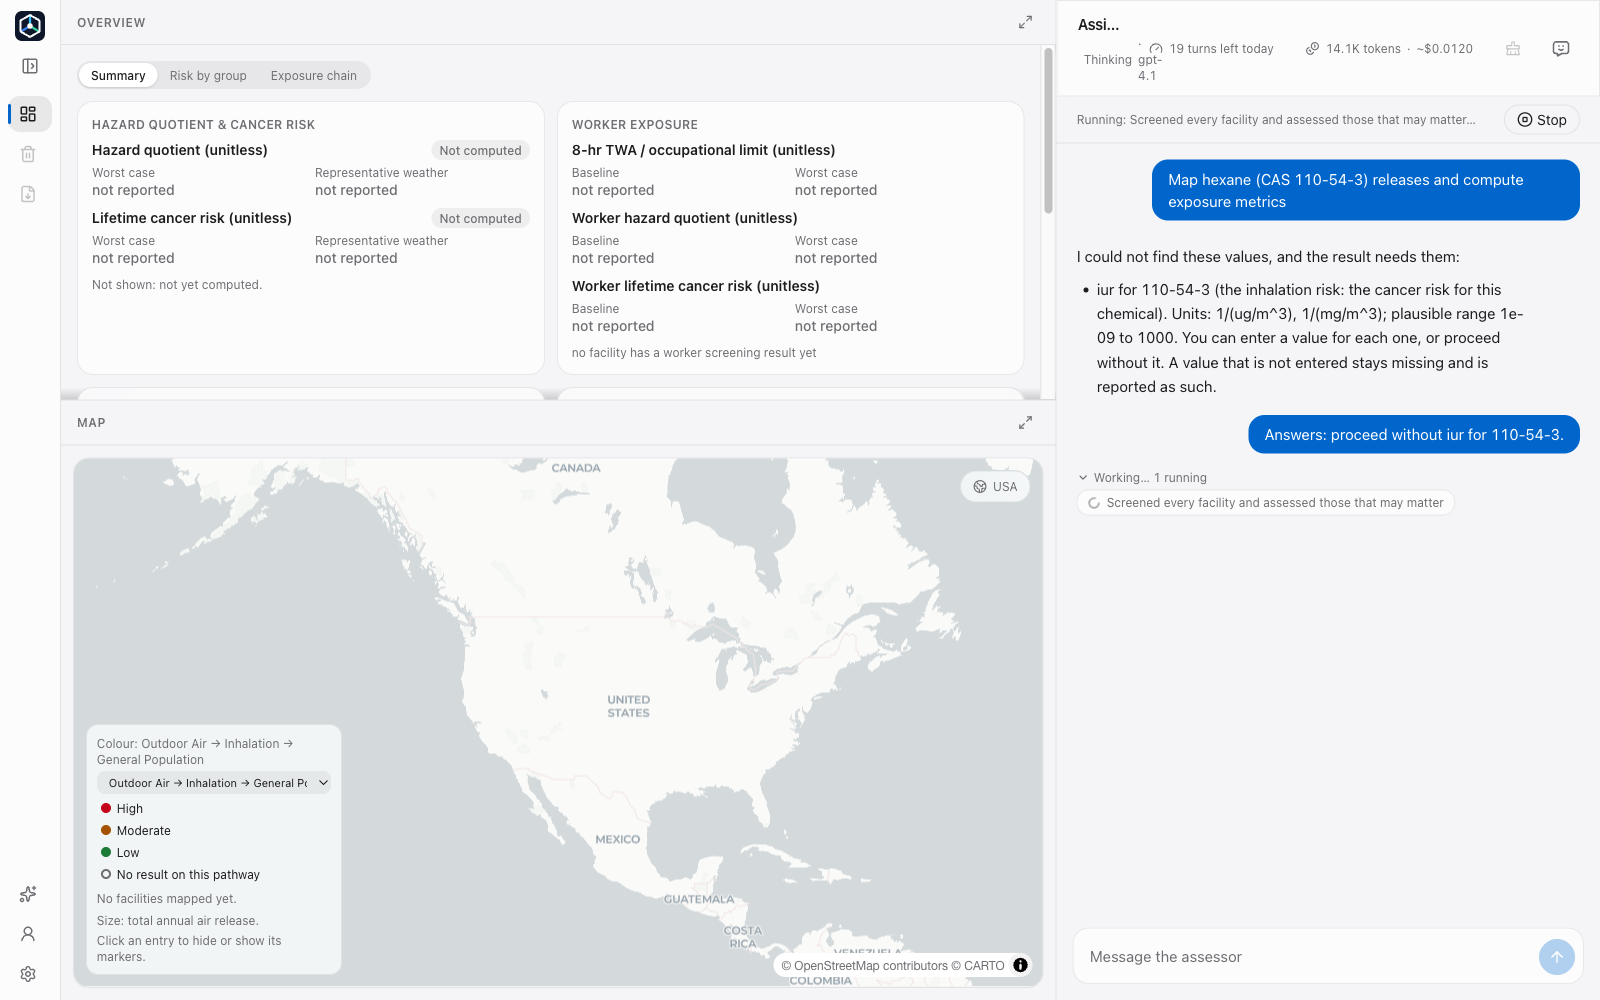 OVERVIEW
Summary
Risk by group
Exposure chain
HAZARD QUOTIENT & CANCER RISK
Hazard quotient (unitless)
Not computed
Worst case
Representative weather
not reported
not reported
Lifetime cancer risk (unitless)
Not computed
Worst case
Representative weather
not reported
not reported
Not shown: not yet computed.
WORKER EXPOSURE
8-hr TWA / occupational limit (unitless)
Baseline
Worst case
not reported
not reported
Worker hazard quotient (unitless)
Baseline
Worst case
not reported
not reported
Worker lifetime cancer risk (unitless)
Baseline
Worst case
not reported
not reported
no facility has a worker screening result yet
MAP
CANADA
USA
UNITED
STATES
MEXICO
GUATEMALA
COSTA
RICA
VENEZUELA
COLOMBIA
Colour: Outdoor Air → Inhalation →
General Population
Outdoor Air → Inhalation → General Po
High
Moderate
Low
No result on this pathway
No facilities mapped yet.
Size: total annual air release.
Click an entry to hide or show its
markers.
© OpenStreetMap contributors © CARTO
Assi...
Thinking
·
gpt-
4.1
19 turns left today
14.1K tokens · ~$0.0120
Running: Screened every facility and assessed those that may matter...
Stop
Map hexane (CAS 110-54-3) releases and compute
exposure metrics
I could not find these values, and the result needs them:
• iur for 110-54-3 (the inhalation risk: the cancer risk for this
chemical). Units: 1/(ug/m^3), 1/(mg/m^3); plausible range 1e-
09 to 1000. You can enter a value for each one, or proceed
without it. A value that is not entered stays missing and is
reported as such.
Answers: proceed without iur for 110-54-3.
Working... 1 running
Screened every facility and assessed those that may matter
Message the assessor